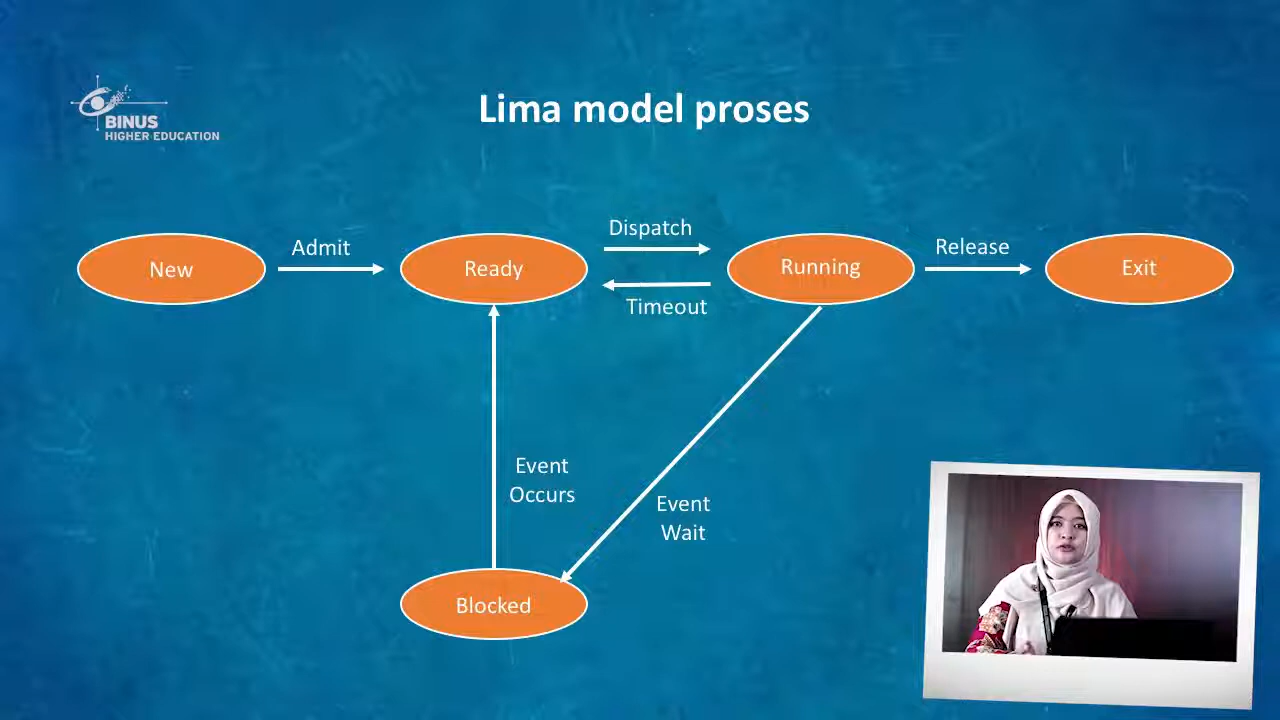 BINUS
HIGHER EDUCATION
Lima model proses
New
Admit
Ready
Dispatch
Timeout
Running
Release
Exit
Event
Occurs
Event
Wait
Blocked